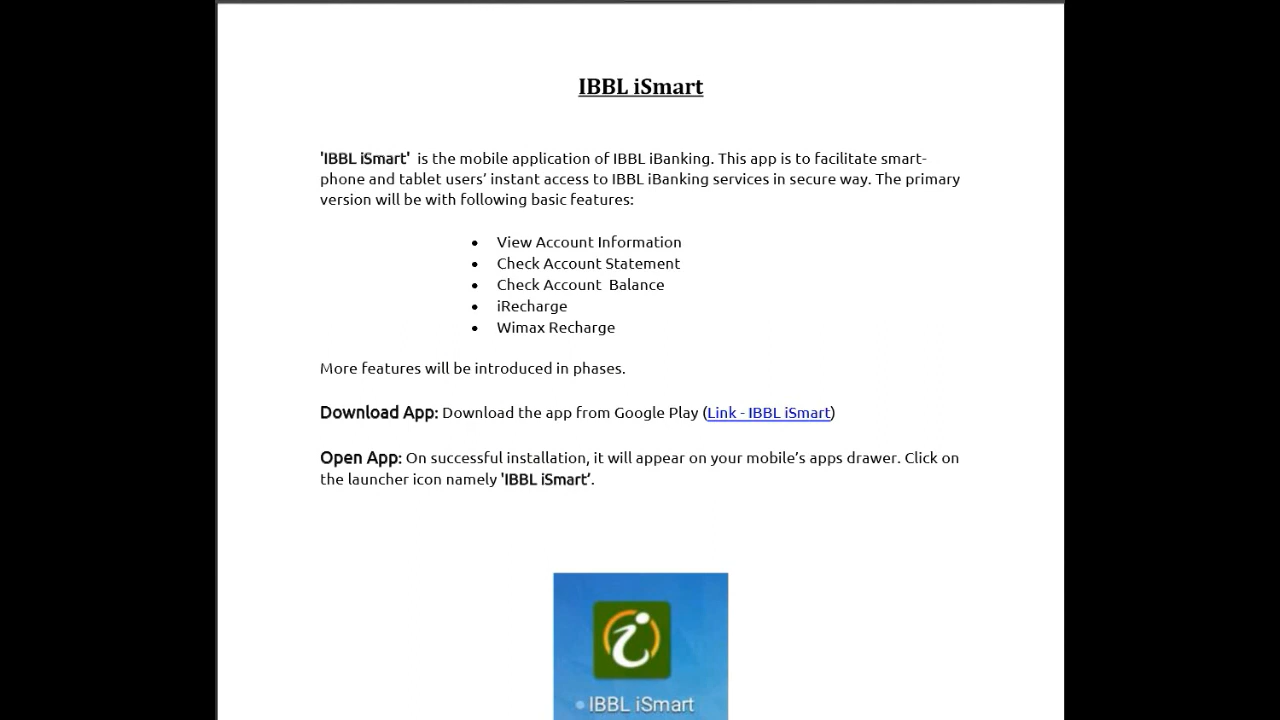 IBBL iSmart
'IBBL iSmart' is the mobile application of IBBL iBanking. This app is to facilitate smart-
phone and tablet users’ instant access to IBBL iBanking services in secure way. The primary
version will be with following basic features:
• View Account Information
• Check Account Statement
• Check Account Balance
• iRecharge
• Wimax Recharge
More features will be introduced in phases.
Download App: Download the app from Google Play (Link - IBBL iSmart)
Open App: On successful installation, it will appear on your mobile’s apps drawer. Click on
the launcher icon namely 'IBBL iSmart’.
IBBL iSmart